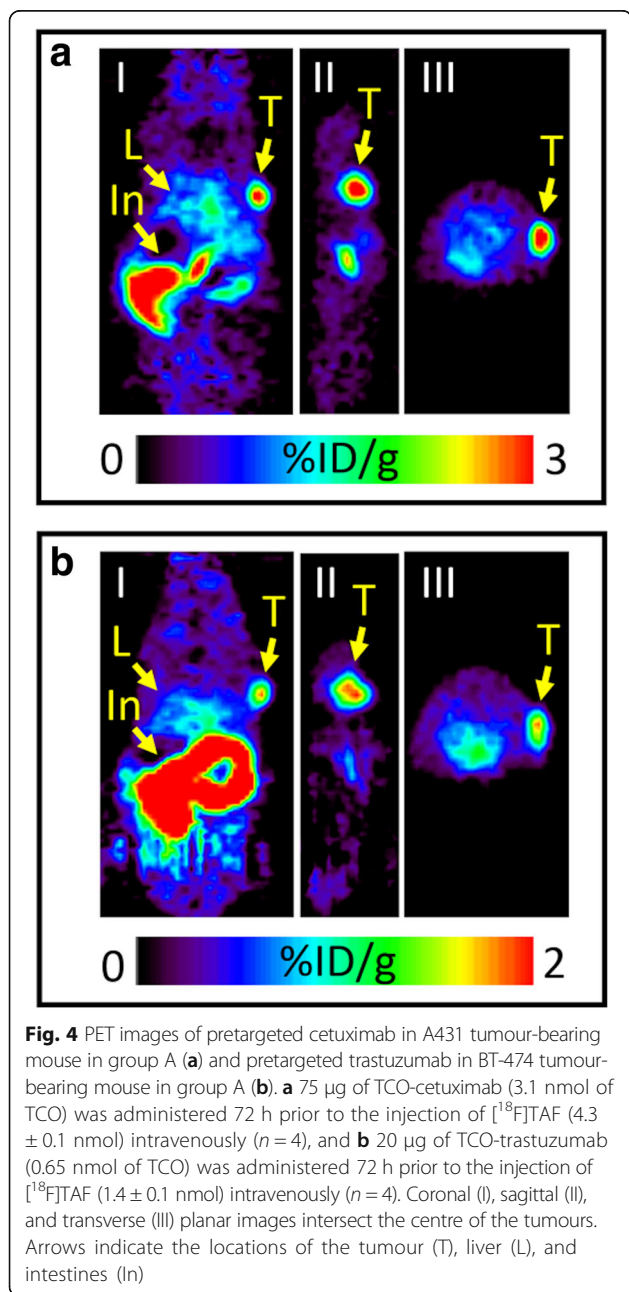 a
I
II
III
T
T
T
L
In
0 %ID/g 3
b
I
II
III
T
T
T
L
In
0 %ID/g 2
Fig. 4 PET images of pretargeted cetuximab in A431 tumour-bearing
mouse in group A (a) and pretargeted trastuzumab in BT-474 tumour-
bearing mouse in group A (b). a 75 μg of TCO-cetuximab (3.1 nmol of
TCO) was administered 72 h prior to the injection of [¹⁸F]TAF (4.3
± 0.1 nmol) intravenously (n = 4), and b 20 μg of TCO-trastuzumab
(0.65 nmol of TCO) was administered 72 h prior to the injection of
[¹⁸F]TAF (1.4 ± 0.1 nmol) intravenously (n = 4). Coronal (I), sagittal (II),
and transverse (III) planar images intersect the centre of the tumours.
Arrows indicate the locations of the tumour (T), liver (L), and
intestines (In)